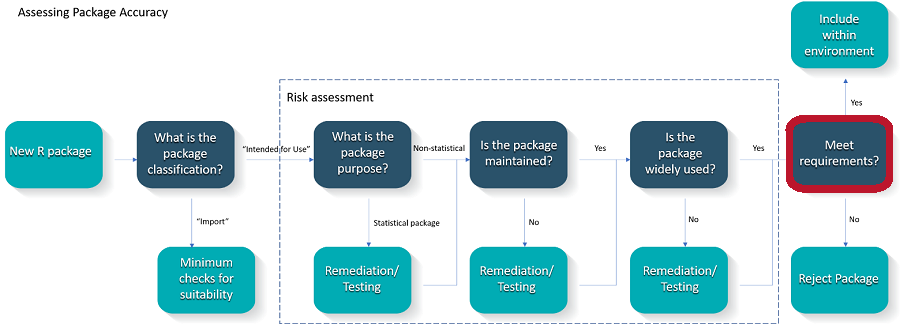 Assessing Package Accuracy
Include
within
environment
Risk assessment
Yes
New R package
What is the
package
classification?
"Intended for Use"
What is the
package
purpose?
Non-statistical
Is the package
maintained?
Yes
Is the
package
widely used?
Yes
Meet
requirements?
"Import"
Statistical package
No
No
No
Minimum
checks for
suitability
Remediation/
Testing
Remediation/
Testing
Remediation/
Testing
Reject Package